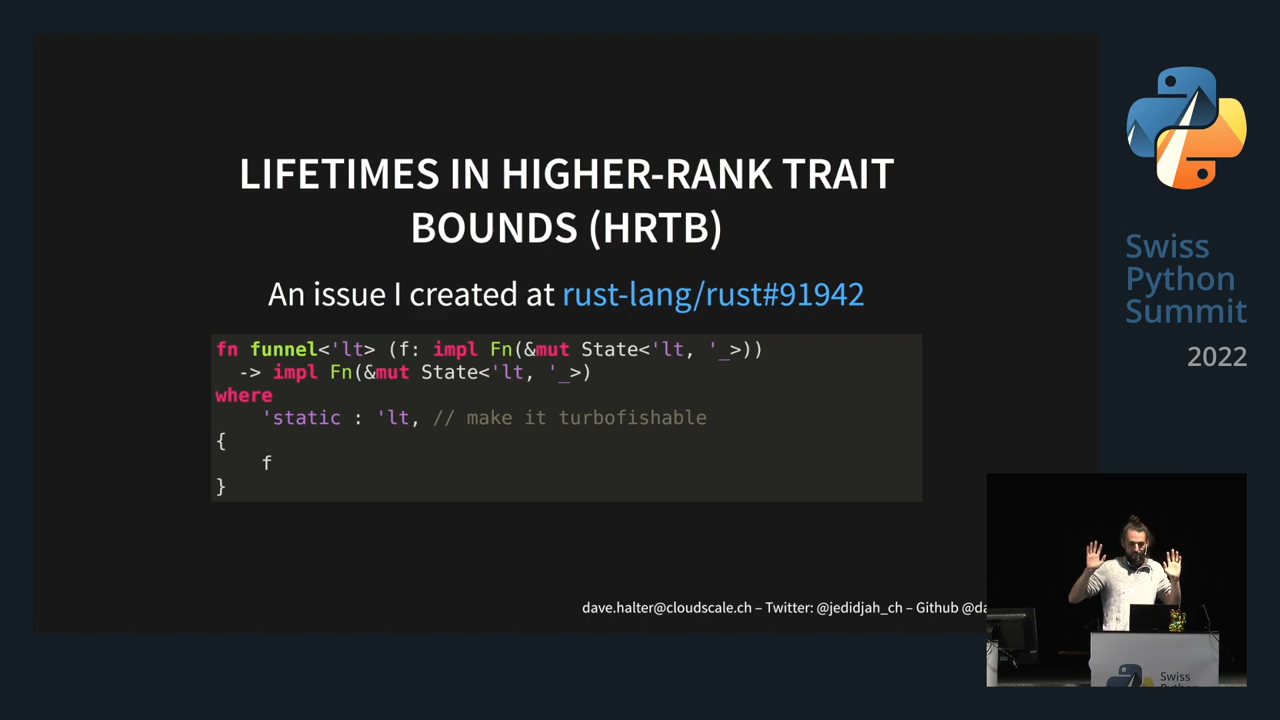 LIFETIMES IN HIGHER-RANK TRAIT
BOUNDS (HRTB)
An issue I created at rust-lang/rust#91942
fn funnel<'lt> (f: impl Fn(&mut State<'lt, '_>))
  -> impl Fn(&mut State<'lt, '_>)
where
    'static : 'lt, // make it turbofishable
{
    f
}
dave.halter@cloudscale.ch – Twitter: @jedidjah_ch – Github @da
Swiss
Python
Summit
2022
Swiss